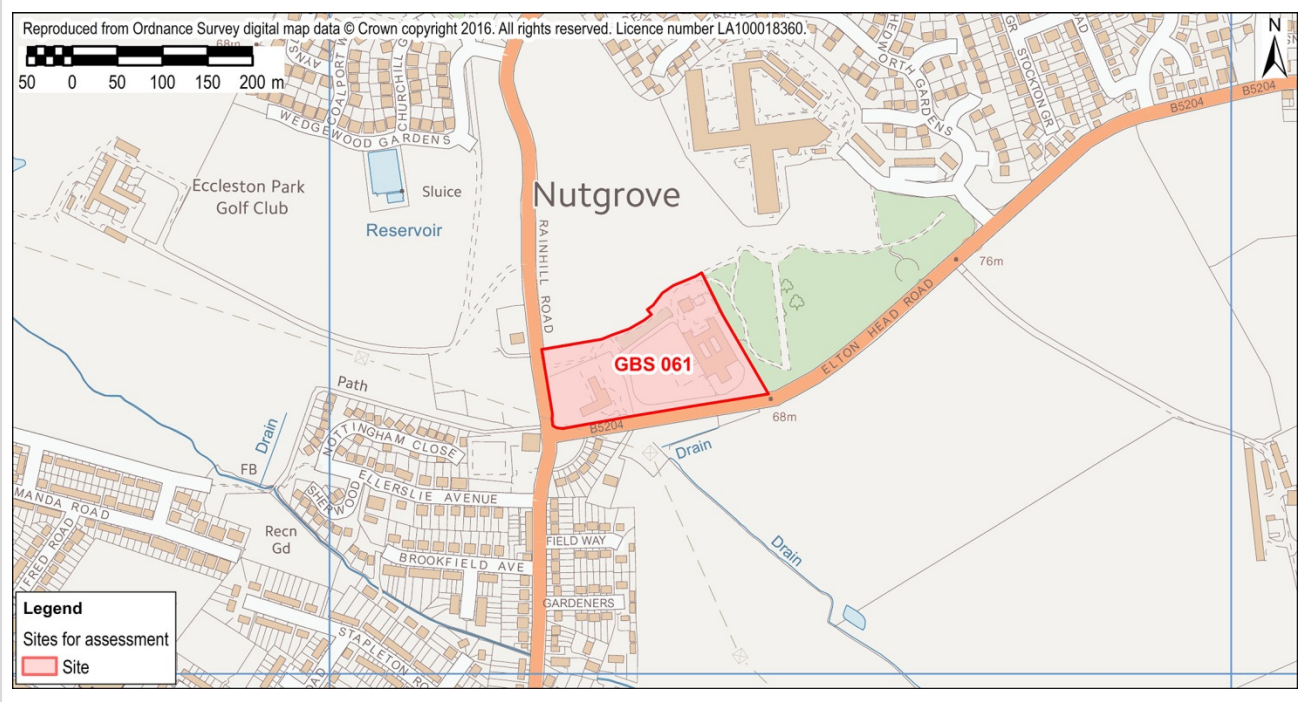 Reproduced from Ordnance Survey digital map data © Crown copyright 2016. All rights reserved. Licence number LA100018360.
68m
50 0 50 100 150 200 m
N
COALPORT
CHURCHILL
WEDGEWOOD GARDENS
GARDENS
STOCKTON GR
B5204
B5204
Eccleston Park
Golf Club
Sluice
Reservoir
Nutgrove
RAINHILL ROAD
76m
ELTON HEAD ROAD
GBS 061
68m
B5204
Path
Drain
Drain
NOTTINGHAM CLOSE
FB
ELLERSLIE AVENUE
SHERWOOD
MANDA ROAD
Recn
Gd
FIELD WAY
BROOKFIELD AVE
Drain
GARDENERS
STAPLETON
Legend
Sites for assessment
Site